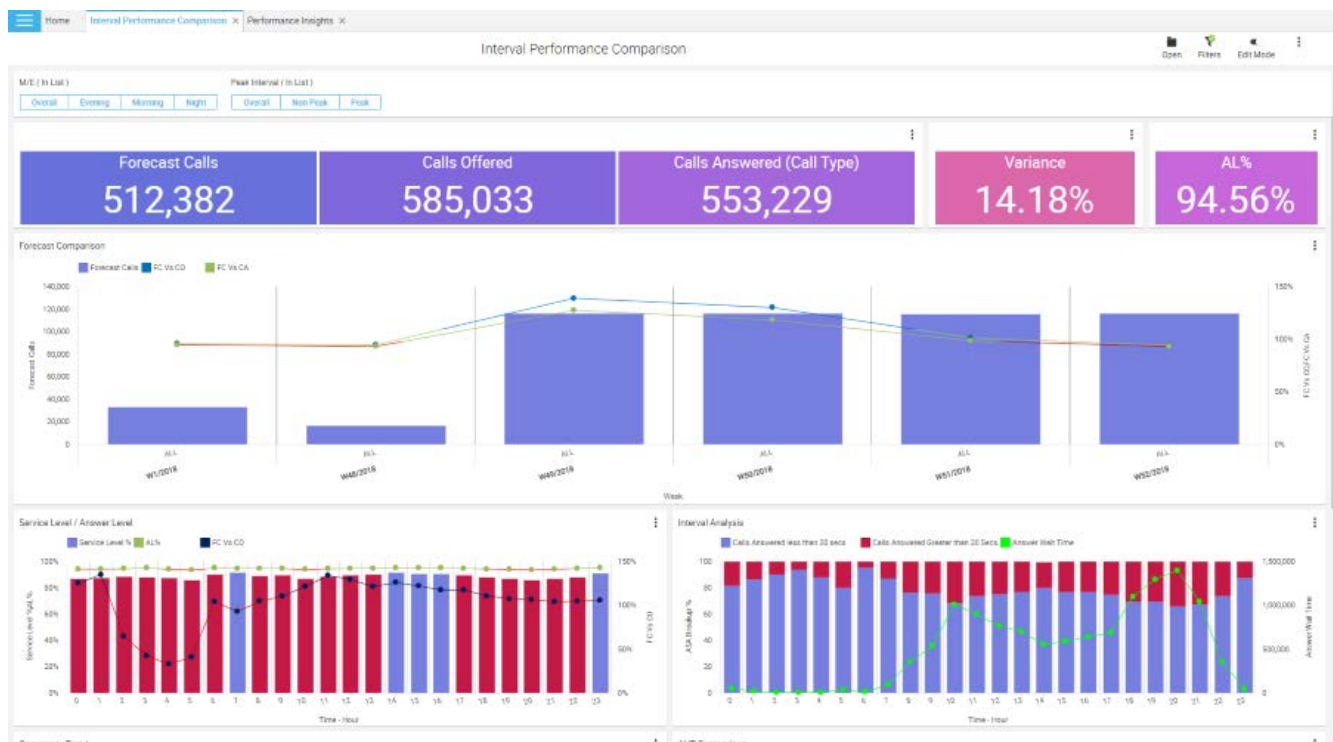 Home Interval Performance Comparison × Performance Insights ×
Interval Performance Comparison
Open Filters Edit Mode
M/E ( In List ) Peak Interval ( In List )
Overall Evening Morning Night Overall Non Peak Peak
Forecast Calls Calls Offered Calls Answered (Call Type) Variance AL%
512,382 585,033 553,229 14.18% 94.56%
Forecast Comparison
Forecast Calls FC Vs CO FC Vs CA
140,000 150%
120,000
100,000 100%
80,000
60,000 50%
40,000
20,000
0 0%
Forecast Calls
FC Vs CO,FC Vs CA
ALL ALL ALL ALL ALL ALL
W1/2018 W48/2018 W49/2018 W50/2018 W51/2018 W52/2018
Week
Service Level / Answer Level
Service Level % AL% FC Vs CO
100% 150%
80% 100%
60%
40% 50%
20%
0% 0%
Service Level %,AL%
FC Vs CO
0 1 2 3 4 5 6 7 8 9 10 11 12 13 14 15 16 17 18 19 20 21 22 23
Time - Hour
Interval Analysis
Calls Answered less than 20 secs Calls Answered Greater than 20 Secs Answer Wait Time
100 1,500,000
80 1,000,000
60
40 500,000
20
0 0
ASA Breakup %
Answer Wait Time
0 1 2 3 4 5 6 7 8 9 10 11 12 13 14 15 16 17 18 19 20 21 22 23
Time - Hour